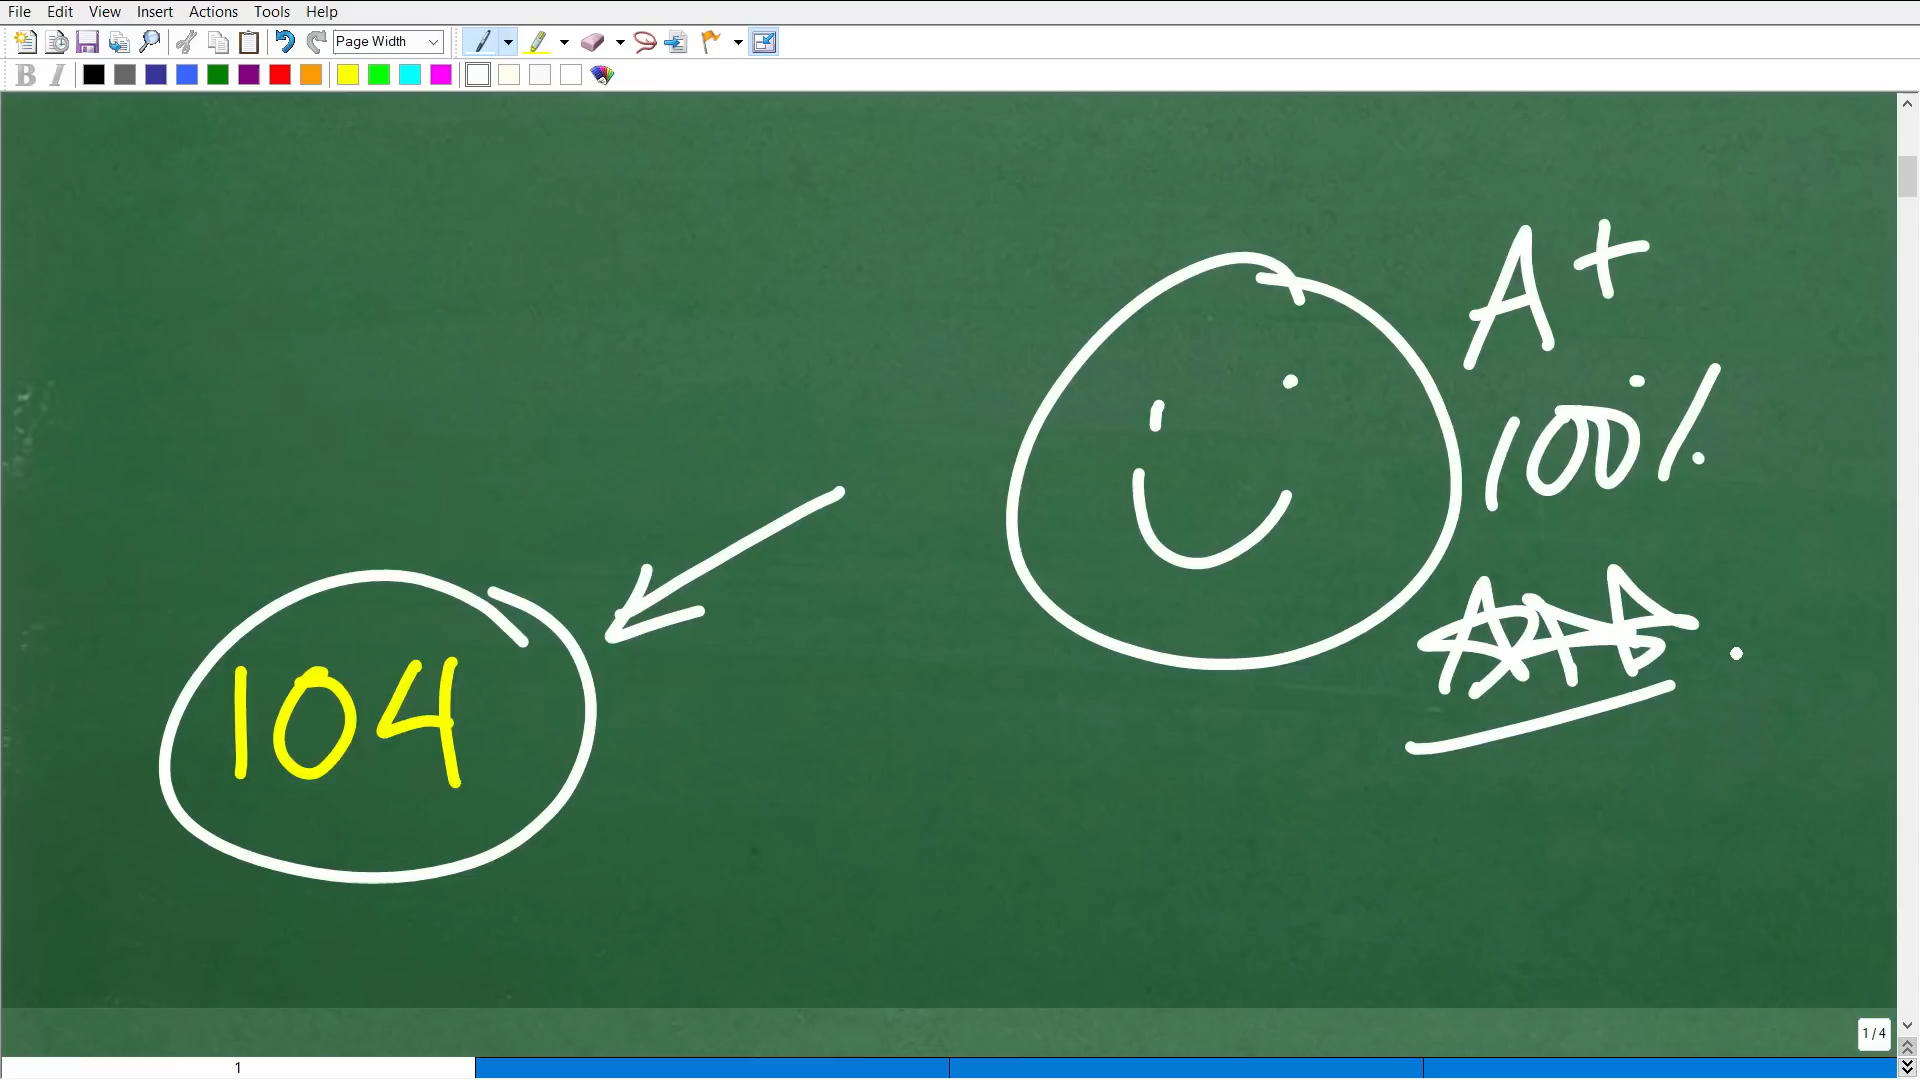 File Edit View Insert Actions Tools Help
Page Width
B I
A+
100%
104
1/4
1